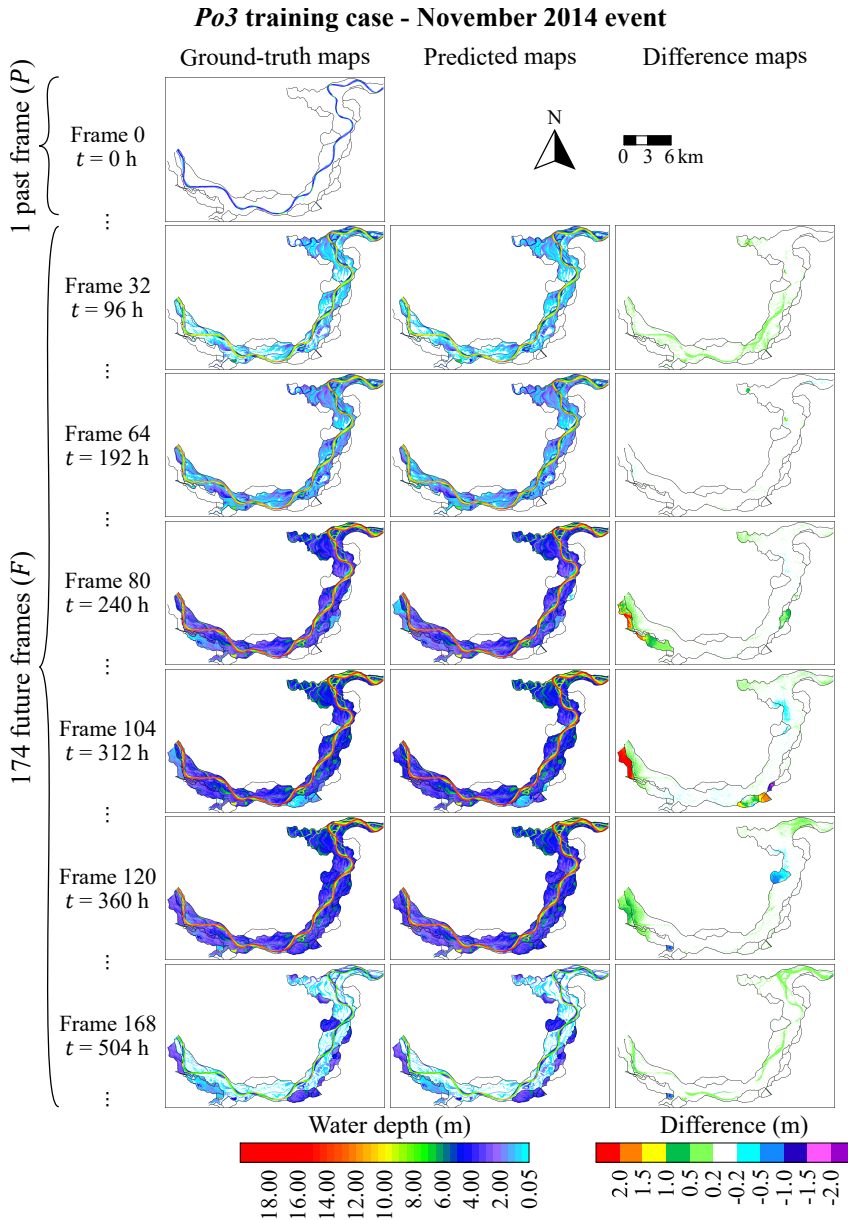 Po3 training case - November 2014 event
Ground-truth maps Predicted maps Difference maps
1 past frame (P)
Frame 0
t = 0 h
N
0 3 6 km
⋮
174 future frames (F)
Frame 32
t = 96 h
⋮
Frame 64
t = 192 h
⋮
Frame 80
t = 240 h
⋮
Frame 104
t = 312 h
⋮
Frame 120
t = 360 h
⋮
Frame 168
t = 504 h
⋮
Water depth (m)
18.00 16.00 14.00 12.00 10.00 8.00 6.00 4.00 2.00 0.05
Difference (m)
2.0 1.5 1.0 0.5 0.2 -0.2 -0.5 -1.0 -1.5 -2.0